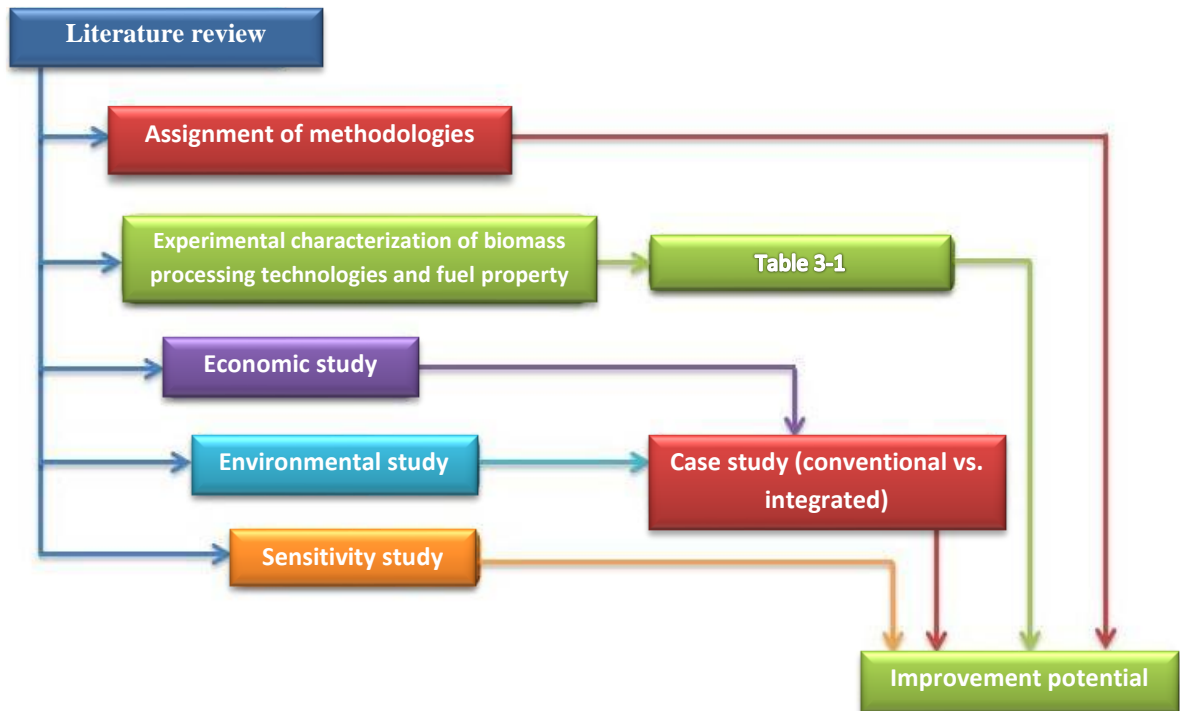 Literature review
Assignment of methodologies
Experimental characterization of biomass
processing technologies and fuel property
Table 3-1
Economic study
Environmental study
Case study (conventional vs.
integrated)
Sensitivity study
Improvement potential